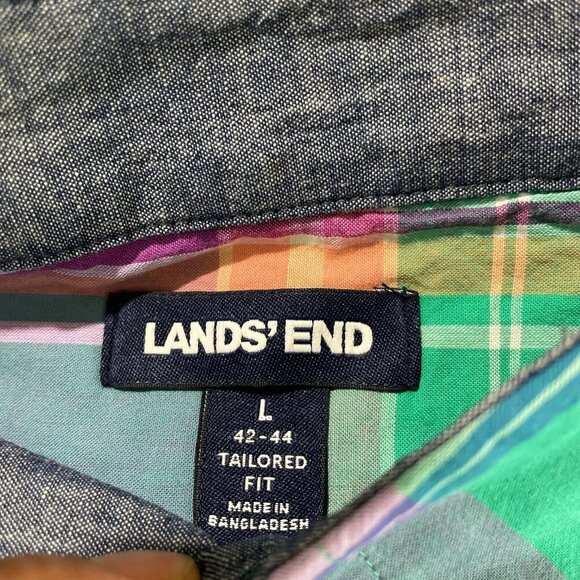 LANDS' END
L
42-44
TAILORED
FIT
MADE IN
BANGLADESH